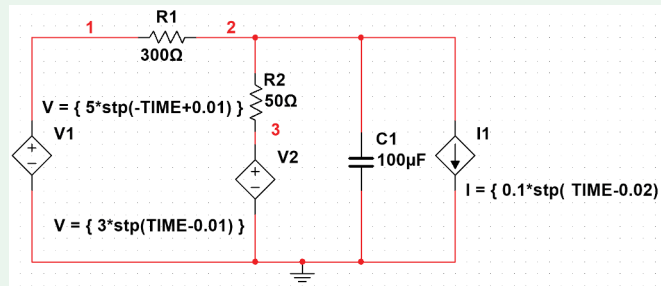 R1
1
2
300Ω
R2
V = { 5*stp(-TIME+0.01) }
50Ω
V1
3
V2
C1
100µF
I1
I = { 0.1*stp( TIME-0.02)
V = { 3*stp(TIME-0.01) }